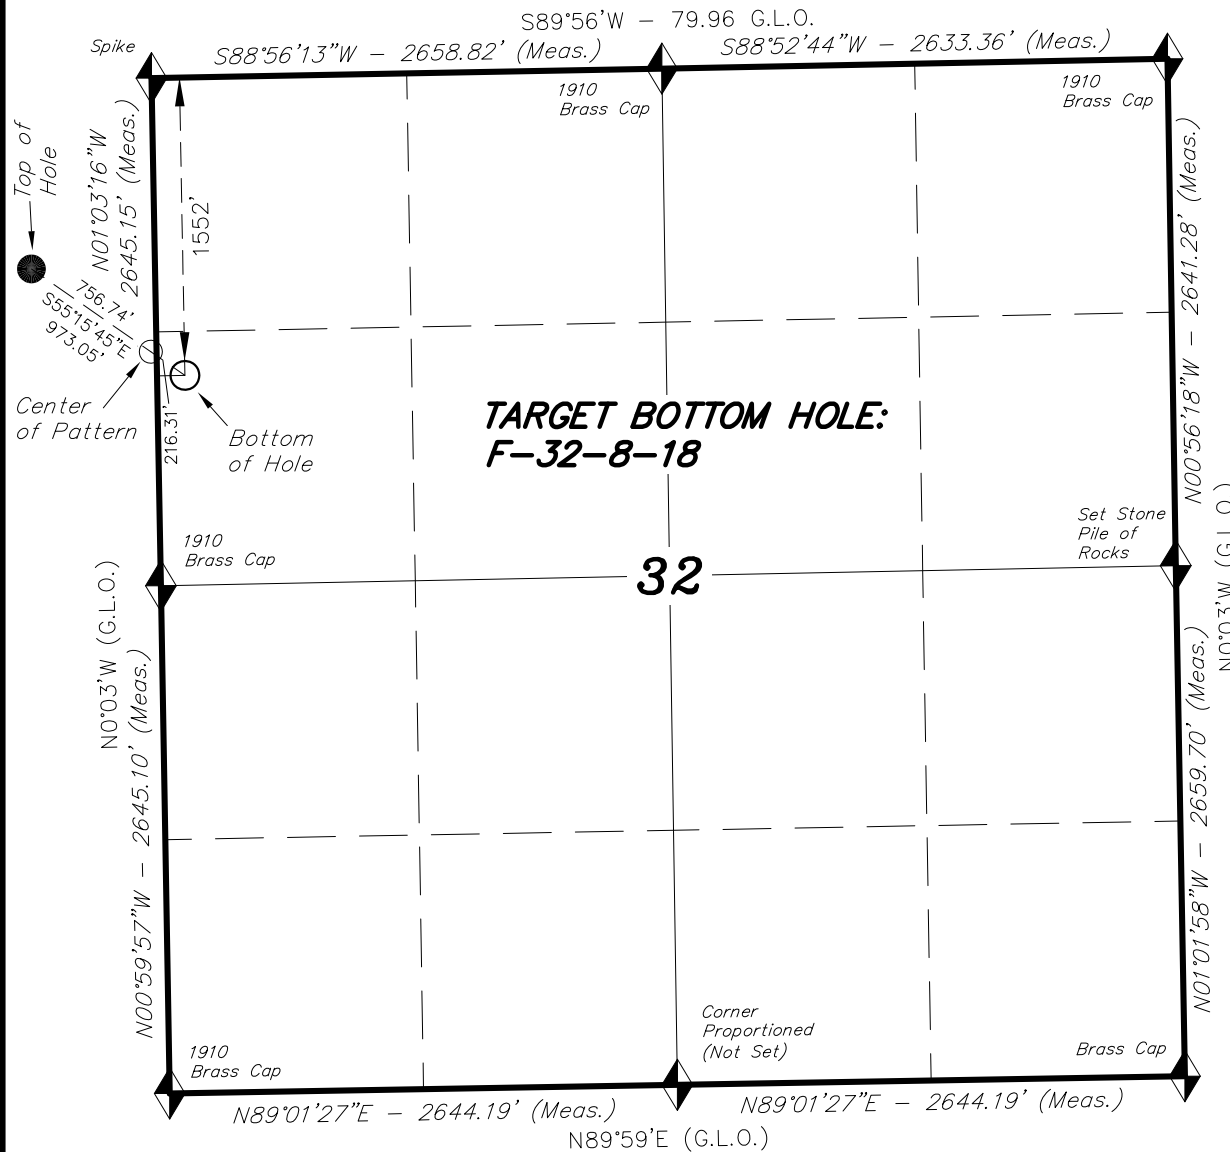 S89°56'W – 79.96 G.L.O.
S88°56'13"W – 2658.82' (Meas.)
S88°52'44"W – 2633.36' (Meas.)
Spike
1910
Brass Cap
1910
Brass Cap
Top of
Hole
N01°03'16"W
2645.15' (Meas.)
1552'
N00°56'18"W – 2641.28' (Meas.)
756.74'
S55°15'45"E
973.05'
Center
of Pattern
216.31'
Bottom
of Hole
TARGET BOTTOM HOLE:
F-32-8-18
1910
Brass Cap
Set Stone
Pile of
Rocks
32
N0°03'W (G.L.O.)
N0°03'W (G.L.O.)
N00°59'57"W – 2645.10' (Meas.)
N01°01'58"W – 2659.70' (Meas.)
Corner
Proportioned
(Not Set)
1910
Brass Cap
Brass Cap
N89°01'27"E – 2644.19' (Meas.)
N89°01'27"E – 2644.19' (Meas.)
N89°59'E (G.L.O.)